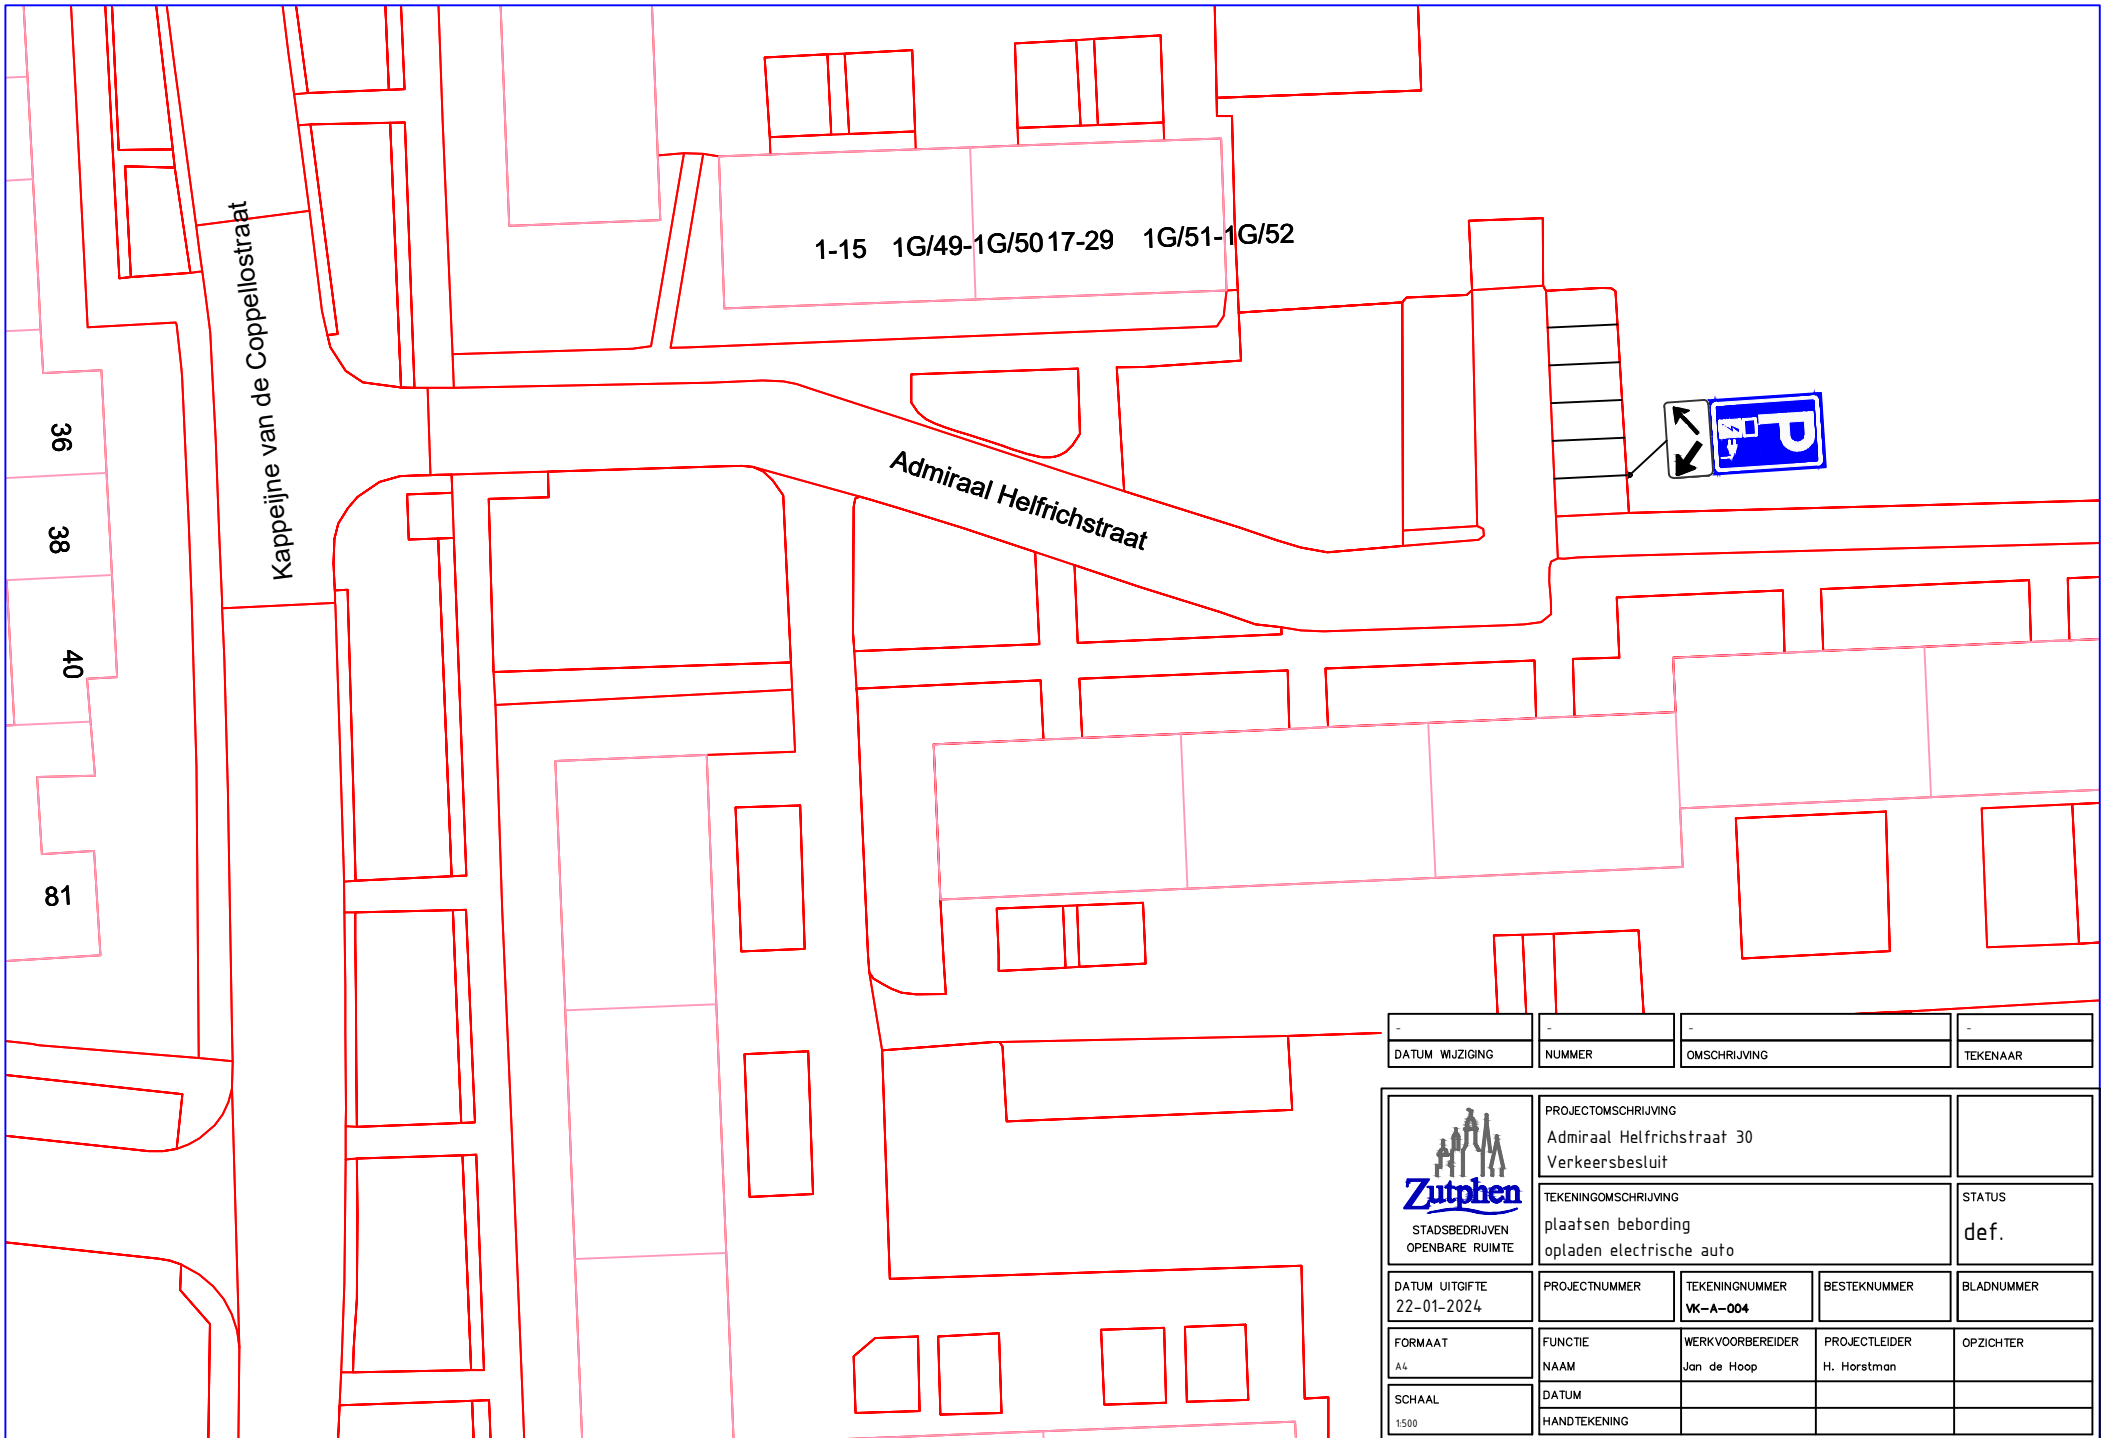 Kappeijne van de Coppellostraat
1-15 1G/49-1G/50 17-29 1G/51-1G/52
36
38
40
81
Admiraal Helfrichstraat
P
- - - -
DATUM WIJZIGING NUMMER OMSCHRIJVING TEKENAAR
Zutphen
STADSBEDRIJVEN
OPENBARE RUIMTE
PROJECTOMSCHRIJVING
Admiraal Helfrichstraat 30
Verkeersbesluit
TEKENINGOMSCHRIJVING
plaatsen bebording
opladen electrische auto
STATUS
def.
DATUM UITGIFTE
22-01-2024
PROJECTNUMMER
TEKENINGNUMMER
VK-A-004
BESTEKNUMMER
BLADNUMMER
FORMAAT
A4
SCHAAL
1:500
FUNCTIE WERKVOORBEREIDER PROJECTLEIDER OPZICHTER
NAAM Jan de Hoop H. Horstman
DATUM
HANDTEKENING